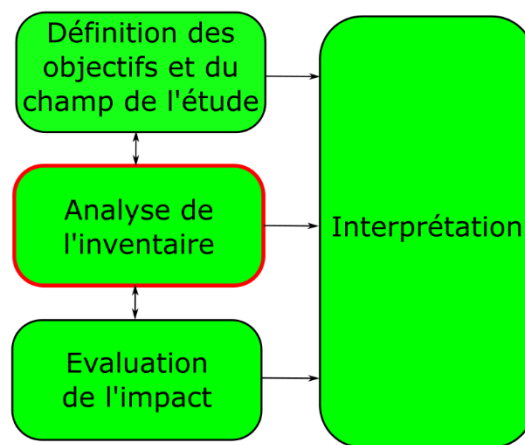 Définition des
objectifs et du
champ de l'étude
Analyse de
l'inventaire
Interprétation
Evaluation
de l'impact